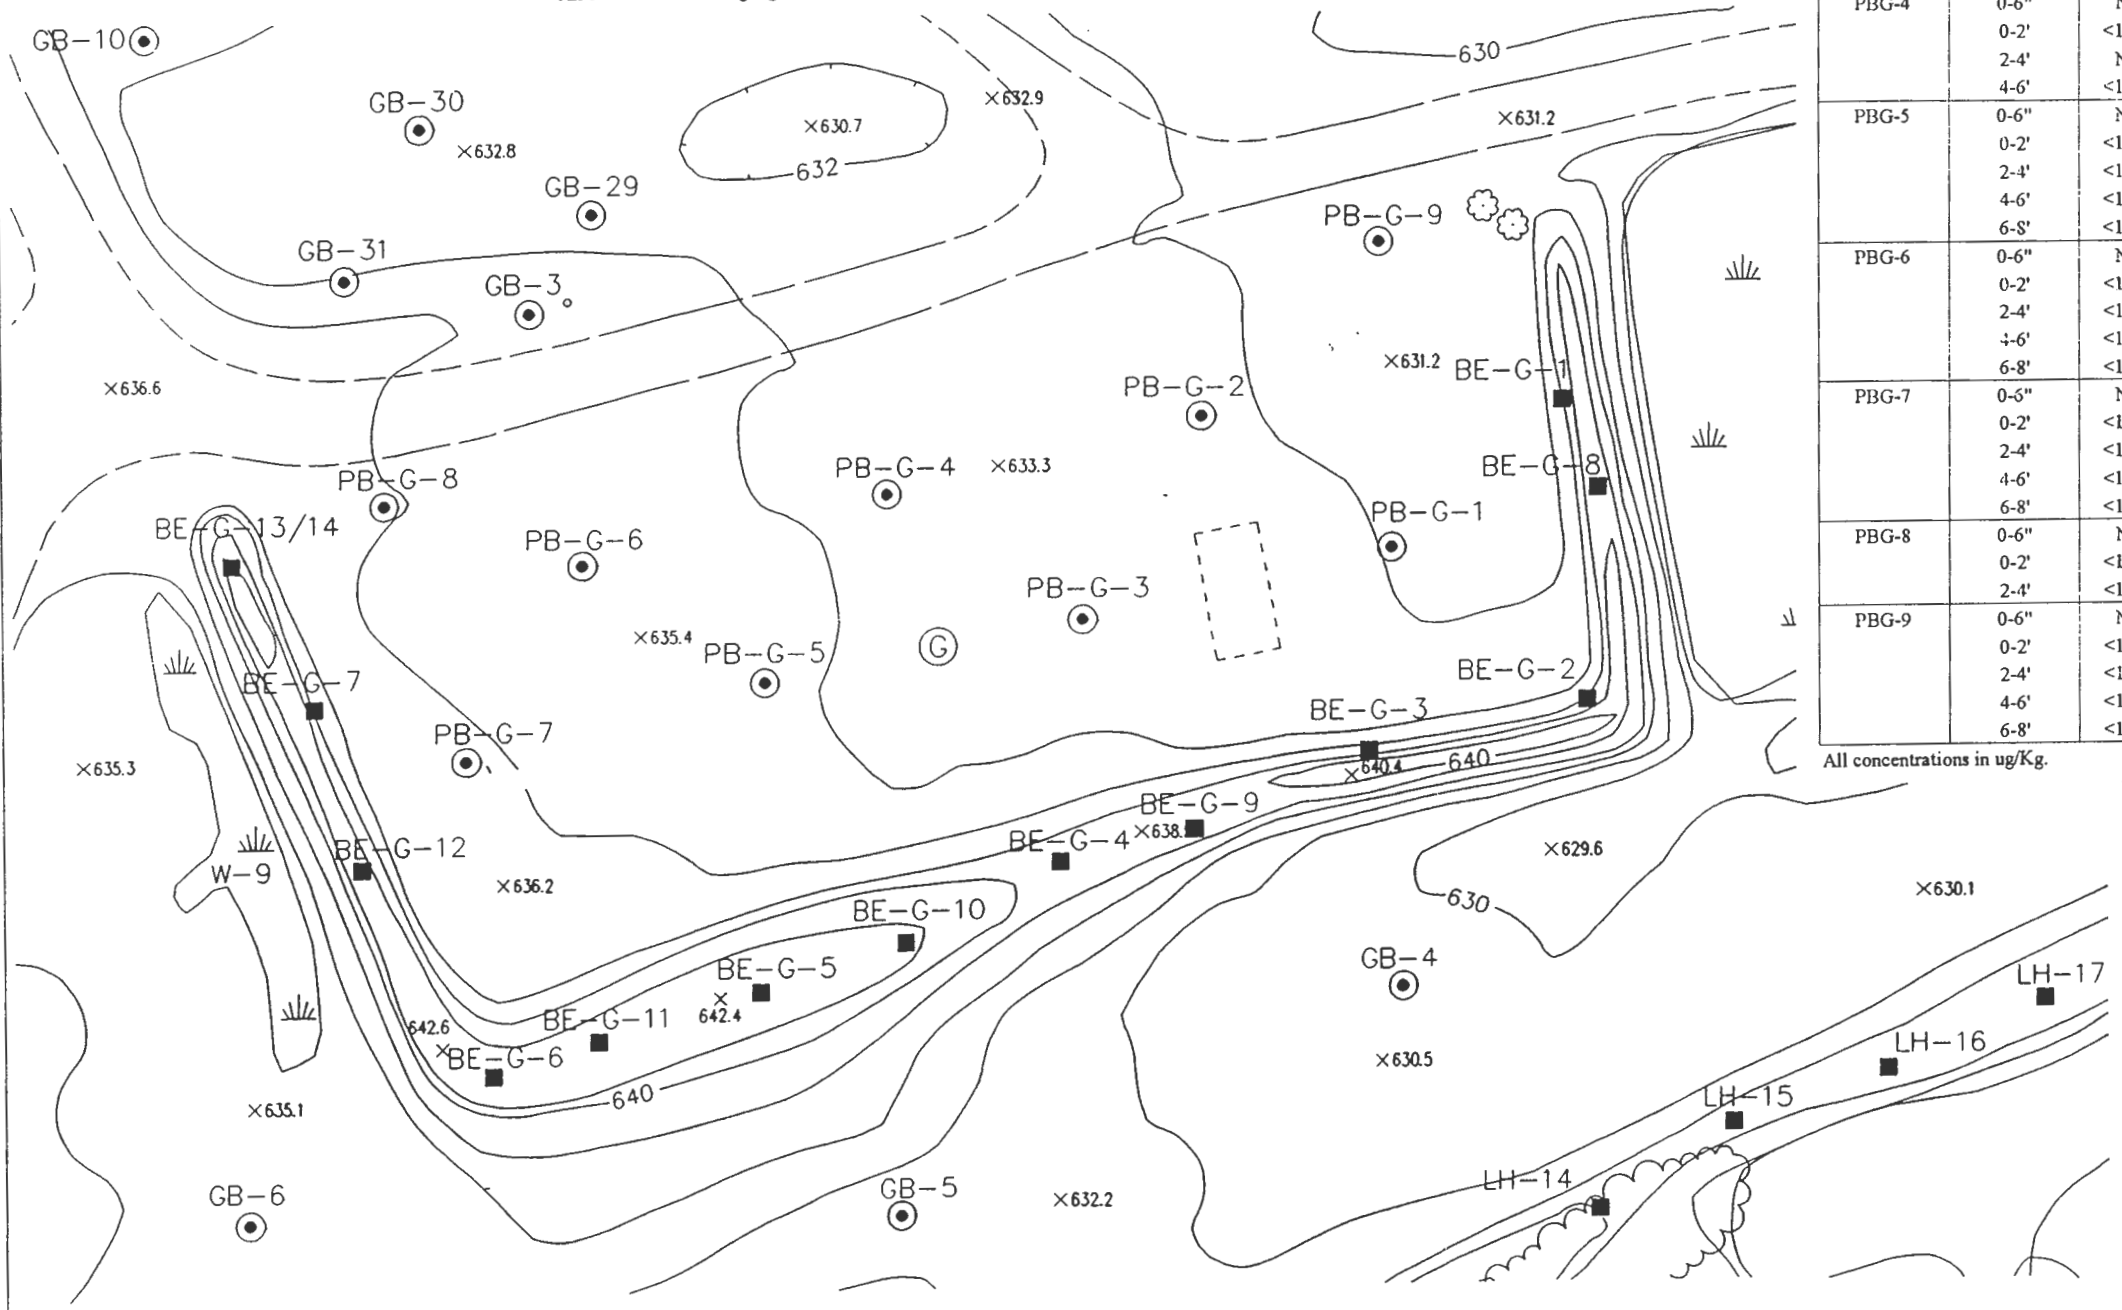 GB-10
630
PBG-4 0-6"
0-2'
2-4'
4-6'
GB-30
×632.8
×630.7
632
×632.9
×631.2
PBG-5 0-6"
0-2'
2-4'
4-6'
6-8'
GB-29
GB-31
GB-3
PB-G-9
PBG-6 0-6"
0-2'
2-4'
4-6'
6-8'
×636.6
PB-G-2
×631.2
BE-G-1
PBG-7 0-6"
0-2'
2-4'
4-6'
6-8'
PB-G-8
PB-G-4
×633.3
BE-G-8
BE-G-13/14
PB-G-6
PB-G-1
PBG-8 0-6"
0-2'
2-4'
PB-G-3
×635.4
PB-G-5
G
PBG-9 0-6"
0-2'
2-4'
4-6'
6-8'
BE-G-7
BE-G-2
BE-G-3
PB-G-7
×635.3
×640.4
640
All concentrations in ug/Kg.
BE-G-9
BE-G-4
×638.
BE-G-12
W-9
×636.2
×629.6
630
×630.1
BE-G-10
GB-4
BE-G-5
642.4
LH-17
642.6
BE-G-11
BE-G-6
640
×630.5
LH-16
LH-15
×635.1
LH-14
GB-6
GB-5
×632.2